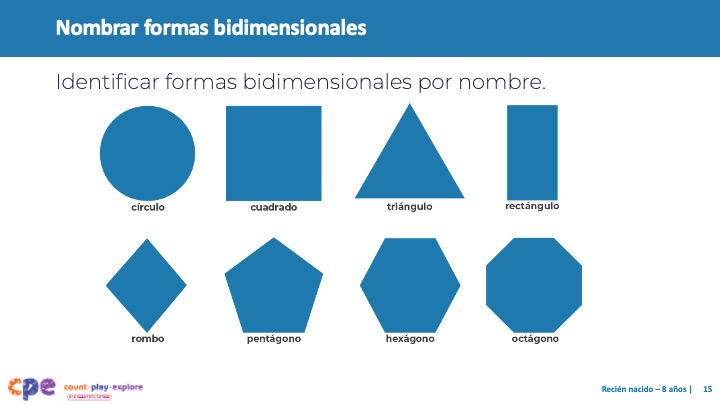 Nombrar formas bidimensionales
Identificar formas bidimensionales por nombre.
círculo
cuadrado
triángulo
rectángulo
rombo
pentágono
hexágono
octágono
cpe
count·play·explore
Recién nacido – 8 años | 15